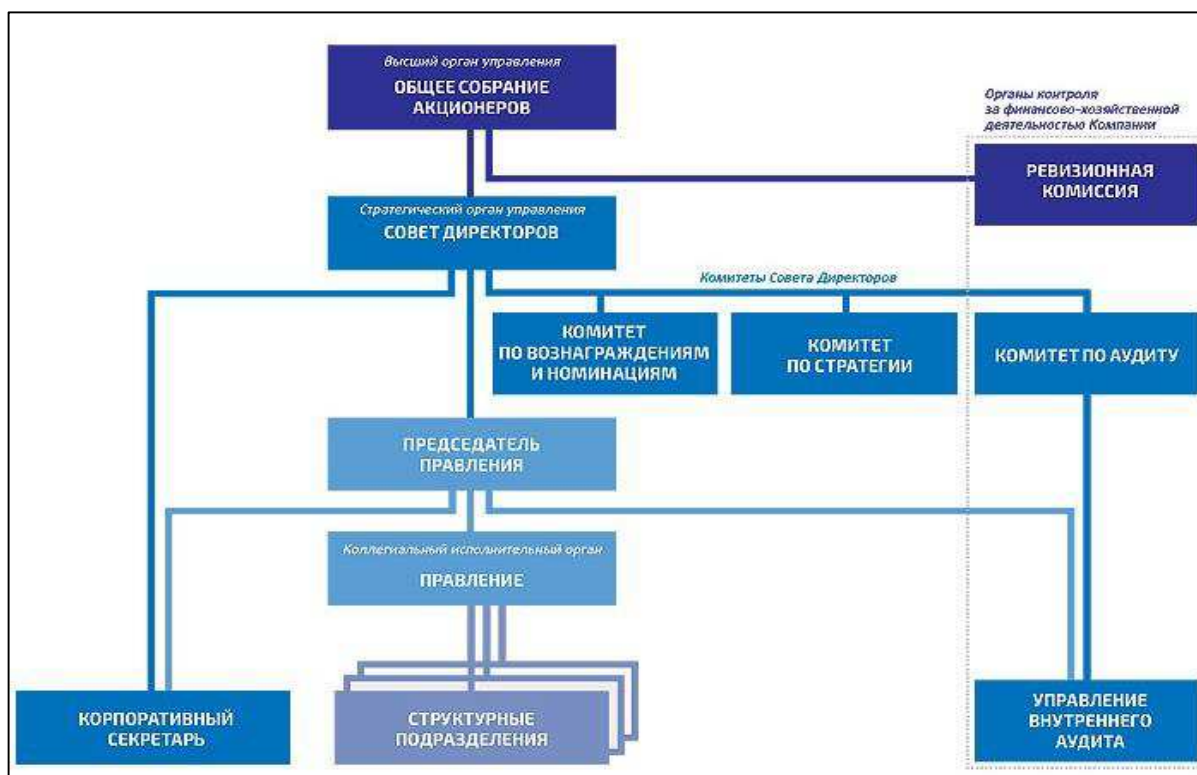 Высший орган управления
ОБЩЕЕ СОБРАНИЕ
АКЦИОНЕРОВ
Органы контроля
за финансово-хозяйственной
деятельностью Компании
РЕВИЗИОННАЯ
КОМИССИЯ
Стратегический орган управления
СОВЕТ ДИРЕКТОРОВ
Комитеты Совета Директоров
КОМИТЕТ
ПО ВОЗНАГРАЖДЕНИЯМ
И НОМИНАЦИЯМ
КОМИТЕТ
ПО СТРАТЕГИИ
КОМИТЕТ ПО АУДИТУ
ПРЕДСЕДАТЕЛЬ
ПРАВЛЕНИЯ
Коллегиальный исполнительный орган
ПРАВЛЕНИЕ
КОРПОРАТИВНЫЙ
СЕКРЕТАРЬ
СТРУКТУРНЫЕ
ПОДРАЗДЕЛЕНИЯ
УПРАВЛЕНИЕ
ВНУТРЕННЕГО
АУДИТА